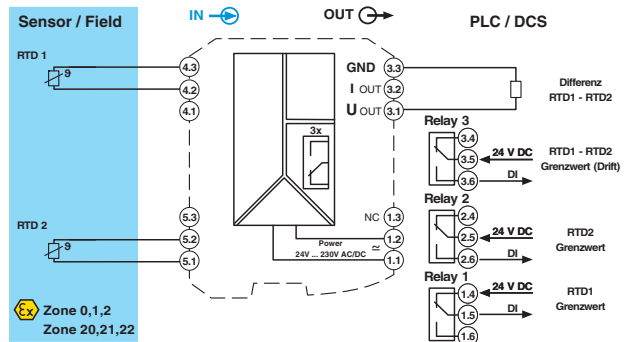 Sensor / Field
IN
OUT
PLC / DCS
RTD 1
ϑ
4.3
4.2
4.1
3x
GND 3.3
I OUT 3.2
U OUT 3.1
Differenz
RTD1 - RTD2
Relay 3
3.4
3.5 24 V DC
3.6 DI
RTD1 - RTD2
Grenzwert (Drift)
RTD 2
ϑ
5.3
5.2
5.1
NC 1.3
1.2
1.1
Power
24V ... 230V AC/DC
≃
Relay 2
2.4
2.5 24 V DC
2.6 DI
RTD2
Grenzwert
Relay 1
1.4 24 V DC
1.5 DI
1.6
RTD1
Grenzwert
εx Zone 0,1,2
Zone 20,21,22